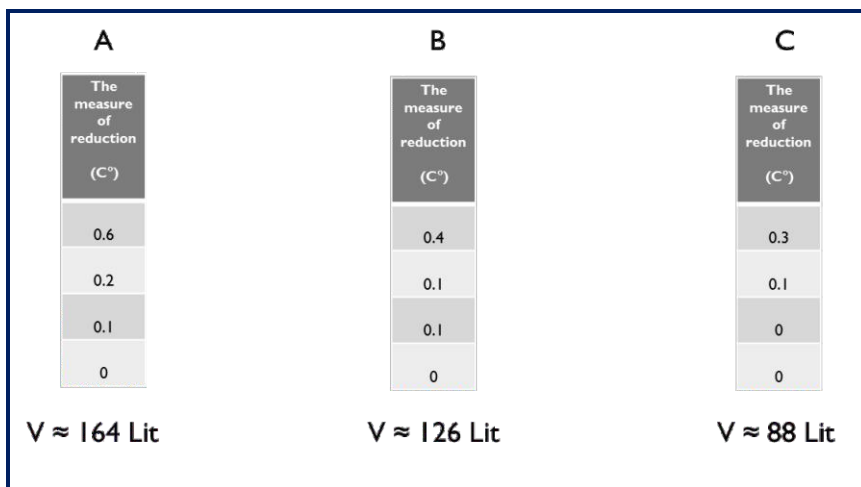 A
The
measure
of
reduction
(C°)
0.6
0.2
0.1
0
V ≈ 164 Lit
B
The
measure
of
reduction
(C°)
0.4
0.1
0.1
0
V ≈ 126 Lit
C
The
measure
of
reduction
(C°)
0.3
0.1
0
0
V ≈ 88 Lit